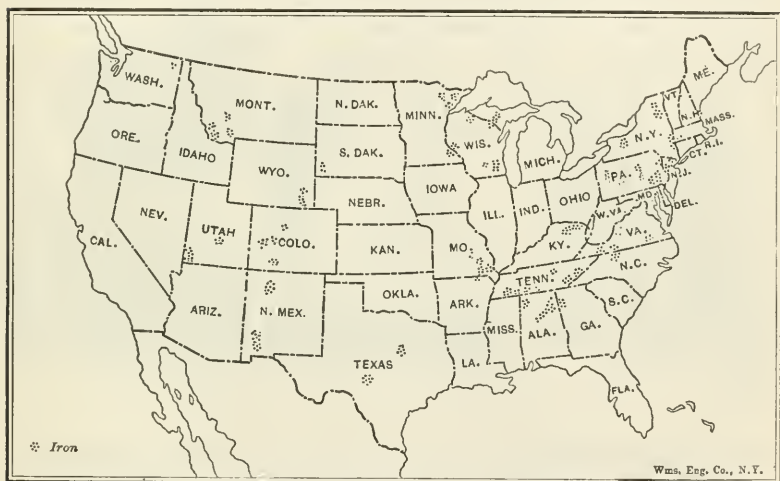 WASH.
MONT.
N. DAK.
MINN.
ME.
VT.
N.H.
MASS.
ORE.
IDAHO
S. DAK.
WIS.
N.Y.
R.I.
CT.
WYO.
MICH.
PA.
N.J.
IOWA
NEBR.
NEV.
ILL.
IND.
OHIO
MD.
DEL.
W. VA.
UTAH
COLO.
CAL.
KAN.
MO.
KY.
VA.
N.C.
TENN.
ARIZ.
N. MEX.
OKLA.
ARK.
S.C.
MISS.
ALA.
GA.
TEXAS
LA.
FLA.
Iron
Wms. Eng. Co., N.Y.